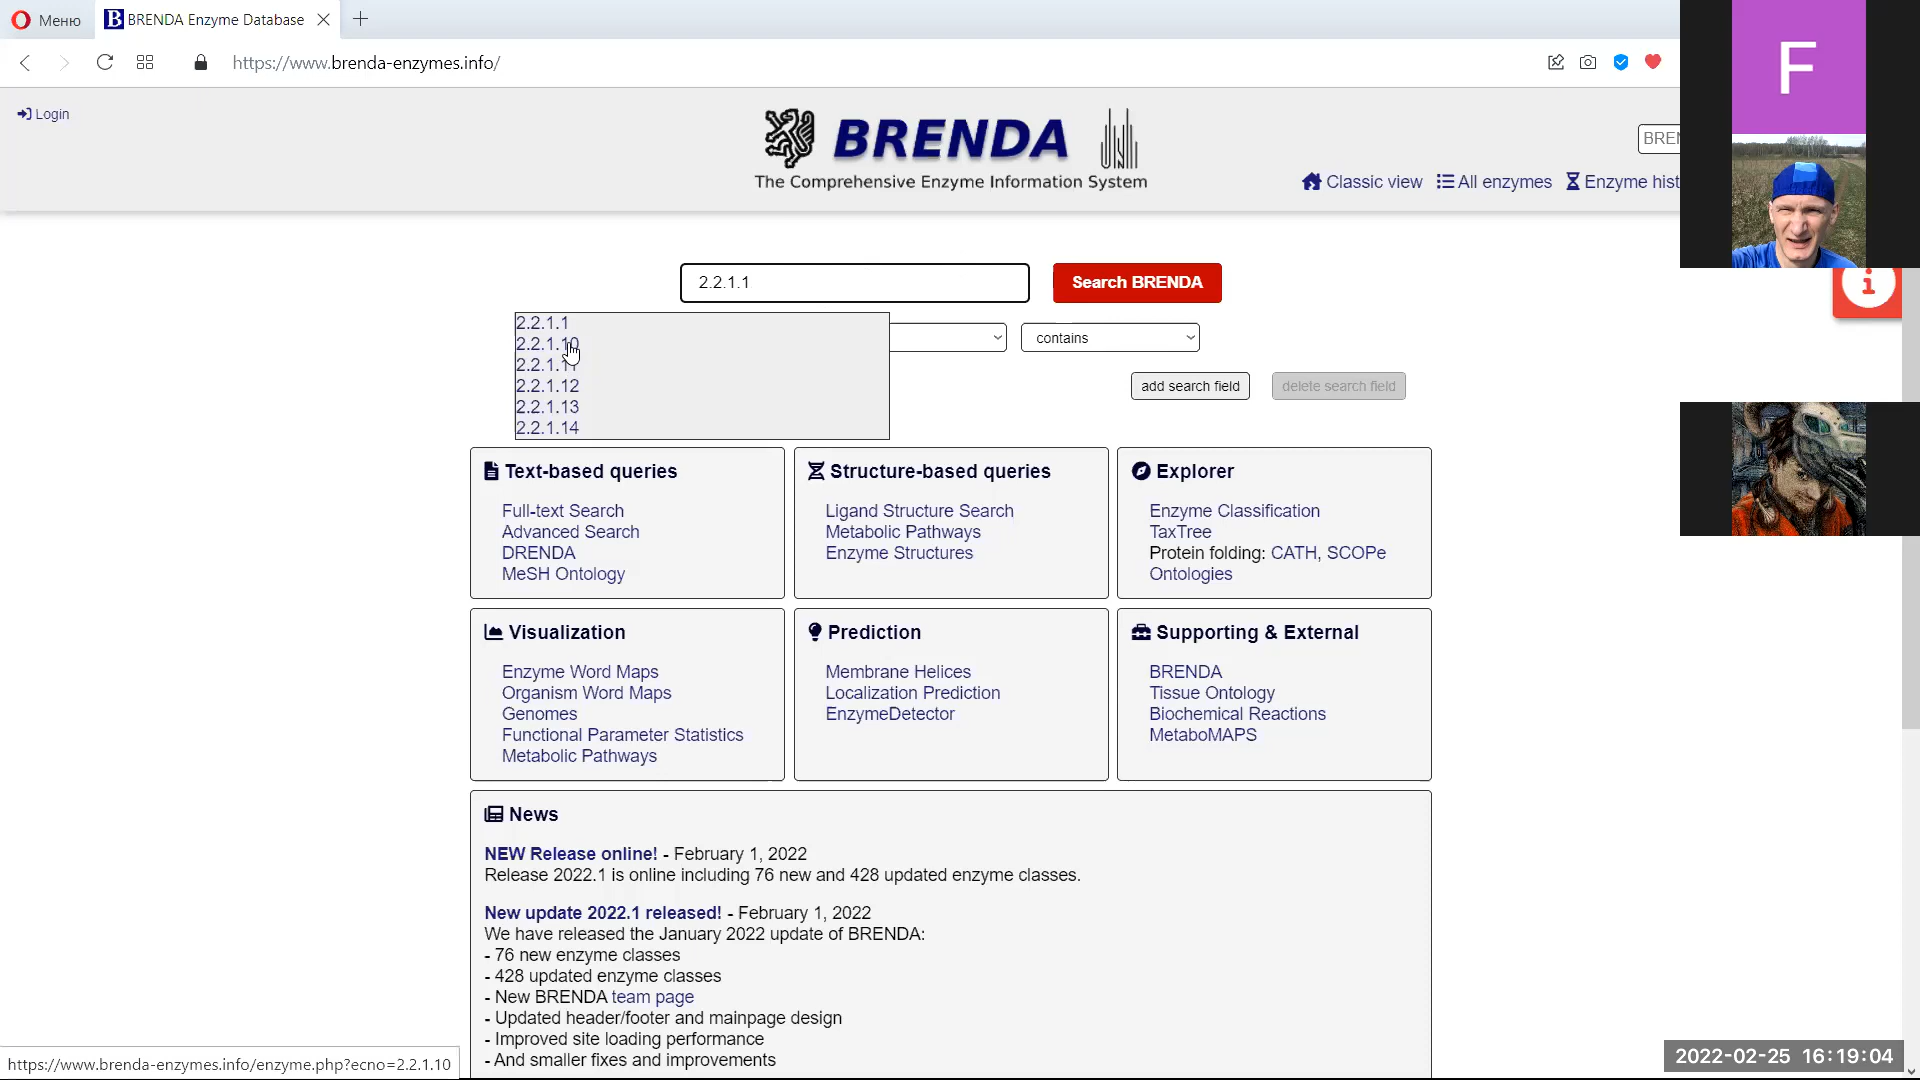 Меню
BRENDA Enzyme Database
https://www.brenda-enzymes.info/
Login
BRENDA
The Comprehensive Enzyme Information System
BREN
Classic view
All enzymes
Enzyme hist
F
2.2.1.1
Search BRENDA
2.2.1.1
2.2.1.10
2.2.1.11
2.2.1.12
2.2.1.13
2.2.1.14
contains
add search field
delete search field
Text-based queries
Full-text Search
Advanced Search
DRENDA
MeSH Ontology
Structure-based queries
Ligand Structure Search
Metabolic Pathways
Enzyme Structures
Explorer
Enzyme Classification
TaxTree
Protein folding: CATH, SCOPe
Ontologies
Visualization
Enzyme Word Maps
Organism Word Maps
Genomes
Functional Parameter Statistics
Metabolic Pathways
Prediction
Membrane Helices
Localization Prediction
EnzymeDetector
Supporting & External
BRENDA
Tissue Ontology
Biochemical Reactions
MetaboMAPS
News
NEW Release online! - February 1, 2022
Release 2022.1 is online including 76 new and 428 updated enzyme classes.
New update 2022.1 released! - February 1, 2022
We have released the January 2022 update of BRENDA:
- 76 new enzyme classes
- 428 updated enzyme classes
- New BRENDA team page
- Updated header/footer and mainpage design
- Improved site loading performance
- And smaller fixes and improvements
https://www.brenda-enzymes.info/enzyme.php?ecno=2.2.1.10
2022-02-25 16:19:04